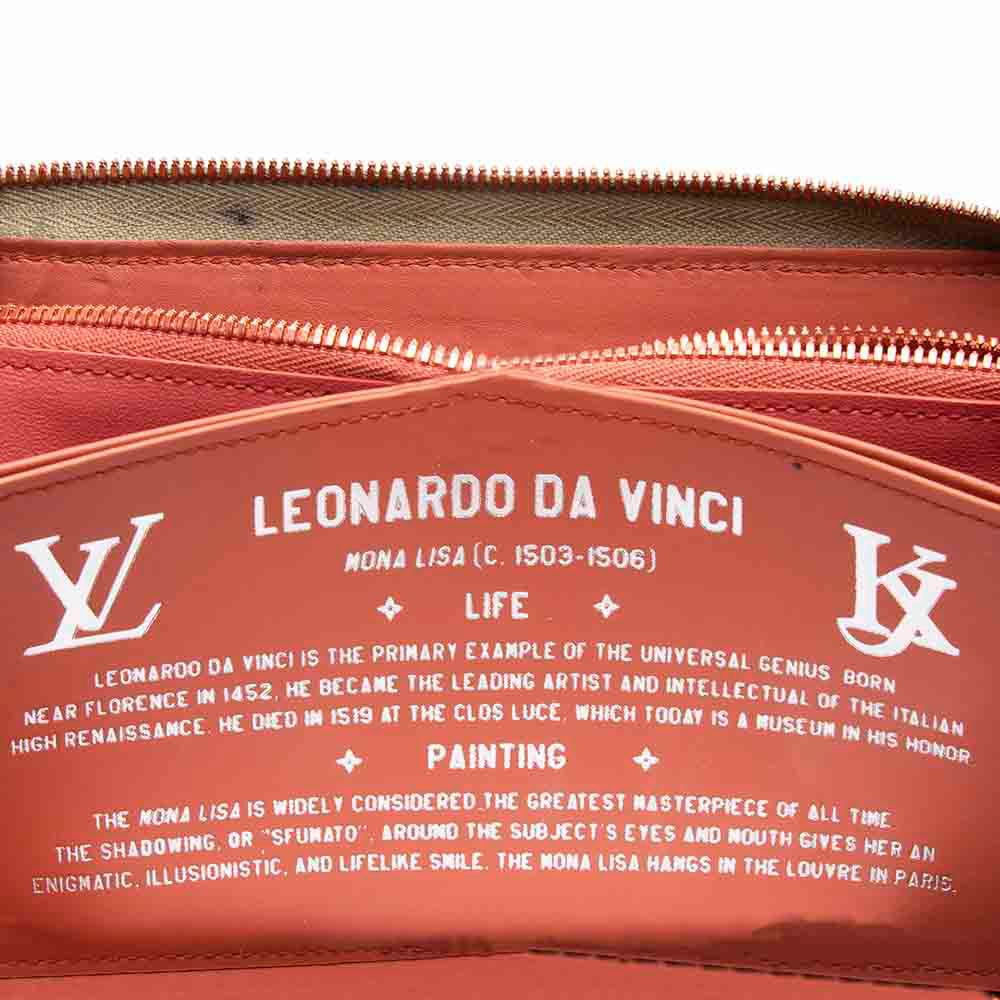 LEONARDO DA VINCI
MONA LISA (C. 1503-1506)
LV
JK
LIFE
LEONARDO DA VINCI IS THE PRIMARY EXAMPLE OF THE UNIVERSAL GENIUS BORN
NEAR FLORENCE IN 1452, HE BECAME THE LEADING ARTIST AND INTELLECTUAL OF THE ITALIAN
HIGH RENAISSANCE. HE DIED IN 1519 AT THE CLOS LUCE, WHICH TODAY IS A MUSEUM IN HIS HONOR.
PAINTING
THE MONA LISA IS WIDELY CONSIDERED THE GREATEST MASTERPIECE OF ALL TIME.
THE SHADOWING, OR "SFUMATO", AROUND THE SUBJECT'S EYES AND MOUTH GIVES HER AN
ENIGMATIC, ILLUSIONISTIC, AND LIFELIKE SMILE. THE MONA LISA HANGS IN THE LOUVRE IN PARIS.